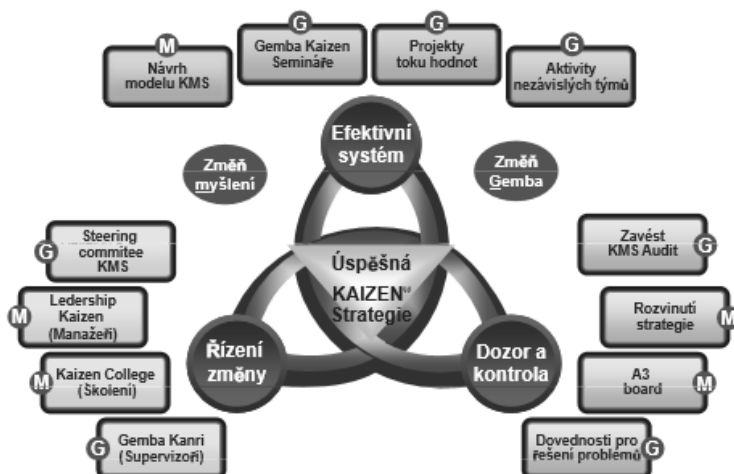 M
Návrh
modelu KMS
G
Gemba Kaizen
Semináře
G
Projekty
toku hodnot
G
Aktivity
nezávislých týmů
Efektivní
systém
Změň
myšlení
Změň
Gemba
G
Steering
commitee
KMS
M
Ledership
Kaizen
(Manažeři)
M
Kaizen College
(Školení)
G
Gemba Kanri
(Supervizoři)
Úspěšná
KAIZEN
Strategie
Řízení
změny
Dozor a
kontrola
Zavést
KMS Audit
G
Rozvinutí
strategie
M
A3
board
M
Dovednosti pro
řešení problémů
G